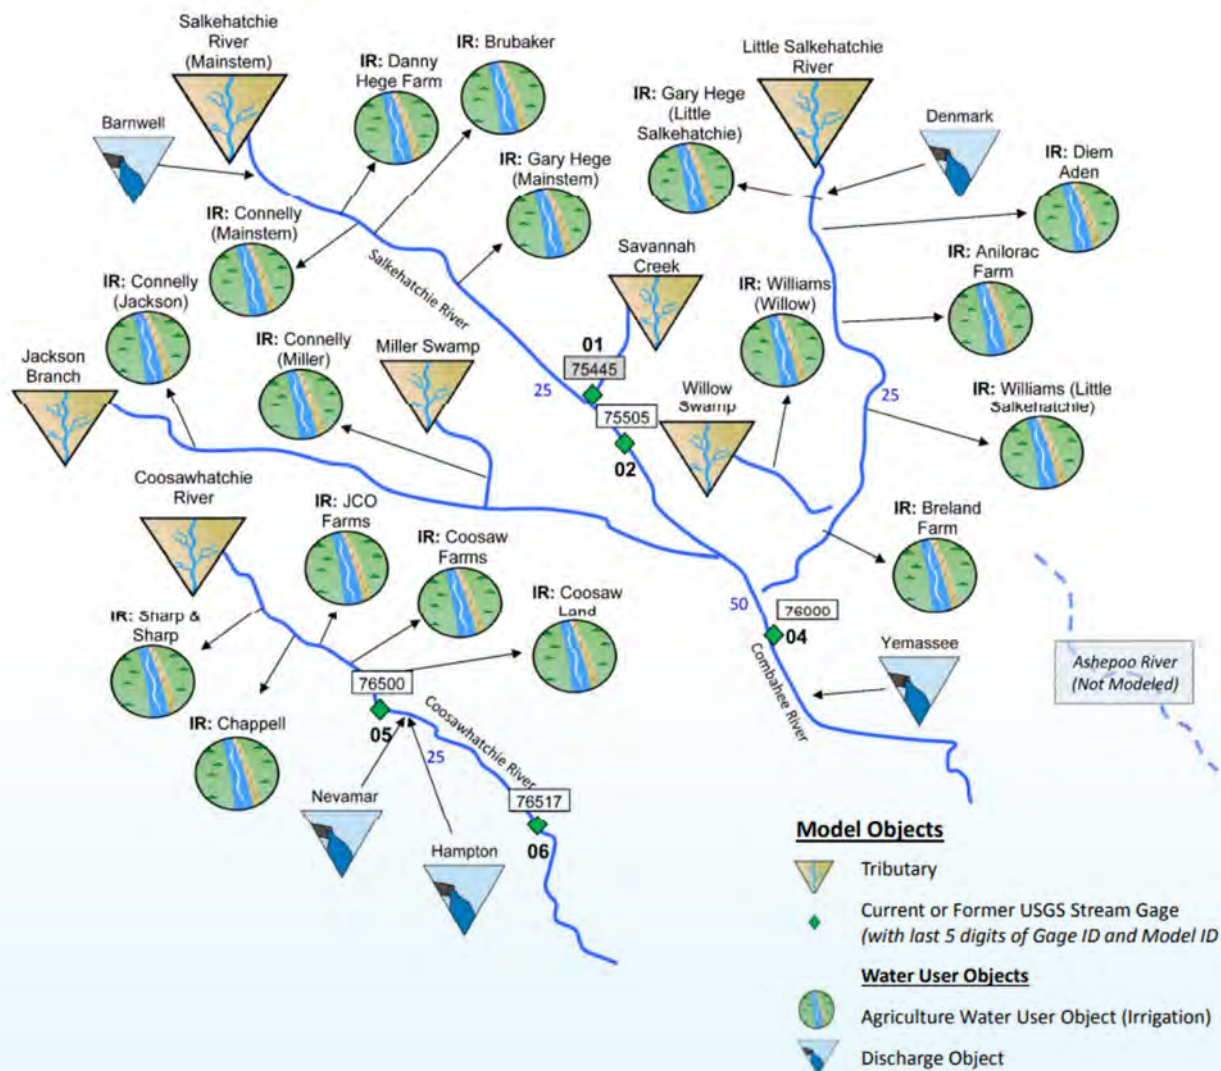 Salkehatchie
River
(Mainstem)
IR: Danny
Hege Farm
IR: Brubaker
Little Salkehatchie
River
IR: Gary Hege
(Little
Salkehatchie)
Barnwell
Denmark
IR: Diem
Aden
IR: Gary Hege
(Mainstem)
IR: Connelly
(Mainstem)
Salkehatchie River
Savannah
Creek
IR: Anilorac
Farm
IR: Williams
(Willow)
IR: Connelly
(Jackson)
IR: Connelly
(Miller)
Miller Swamp
01
75445
Jackson
Branch
25
75505
02
Willow
Swamp
25
IR: Williams (Little
Salkehatchie)
Coosawhatchie
River
IR: JCO
Farms
IR: Coosaw
Farms
IR: Coosaw
Land
IR: Breland
Farm
IR: Sharp &
Sharp
50
76000
04
Combahee River
Yemassee
Ashepoo River
(Not Modeled)
76500
05
IR: Chappell
25
Coosawhatchie River
Nevamar
76517
06
Hampton
Model Objects
Tributary
Current or Former USGS Stream Gage
(with last 5 digits of Gage ID and Model ID
Water User Objects
Agriculture Water User Object (Irrigation)
Discharge Object